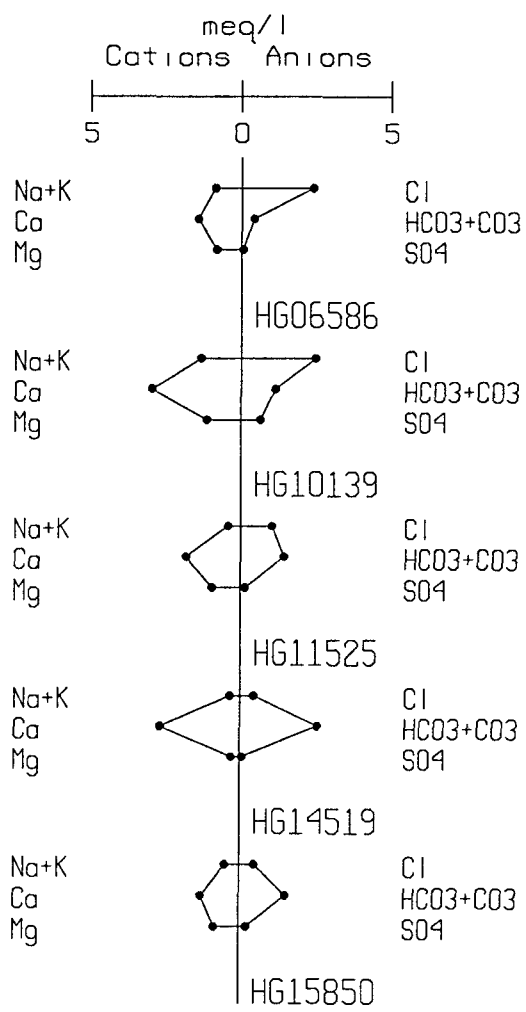 meq/l
Cations Anions
5 0 5
Na+K Cl
Ca HCO3+CO3
Mg SO4
HG06586
Na+K Cl
Ca HCO3+CO3
Mg SO4
HG10139
Na+K Cl
Ca HCO3+CO3
Mg SO4
HG11525
Na+K Cl
Ca HCO3+CO3
Mg SO4
HG14519
Na+K Cl
Ca HCO3+CO3
Mg SO4
HG15850